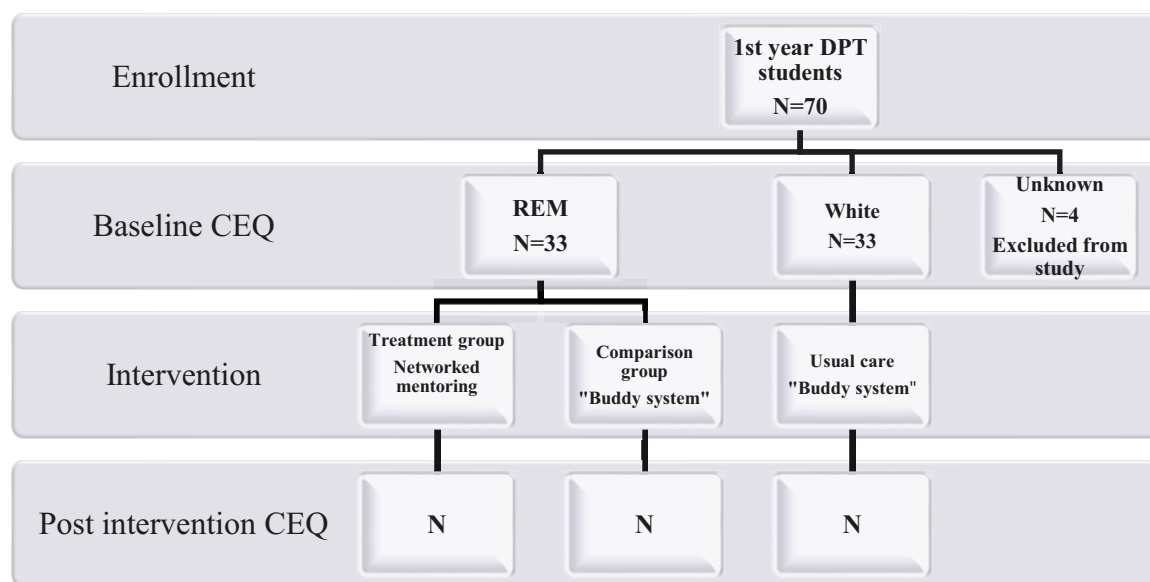 Enrollment
1st year DPT
students
N=70
Baseline CEQ
REM
N=33
White
N=33
Unknown
N=4
Excluded from
study
Intervention
Treatment group
Networked
mentoring
Comparison
group
"Buddy system"
Usual care
"Buddy system"
Post intervention CEQ
N
N
N